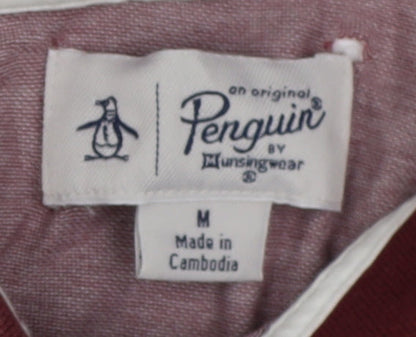 an original
Penguin®
BY
Munsingwear
®
M
Made in
Cambodia